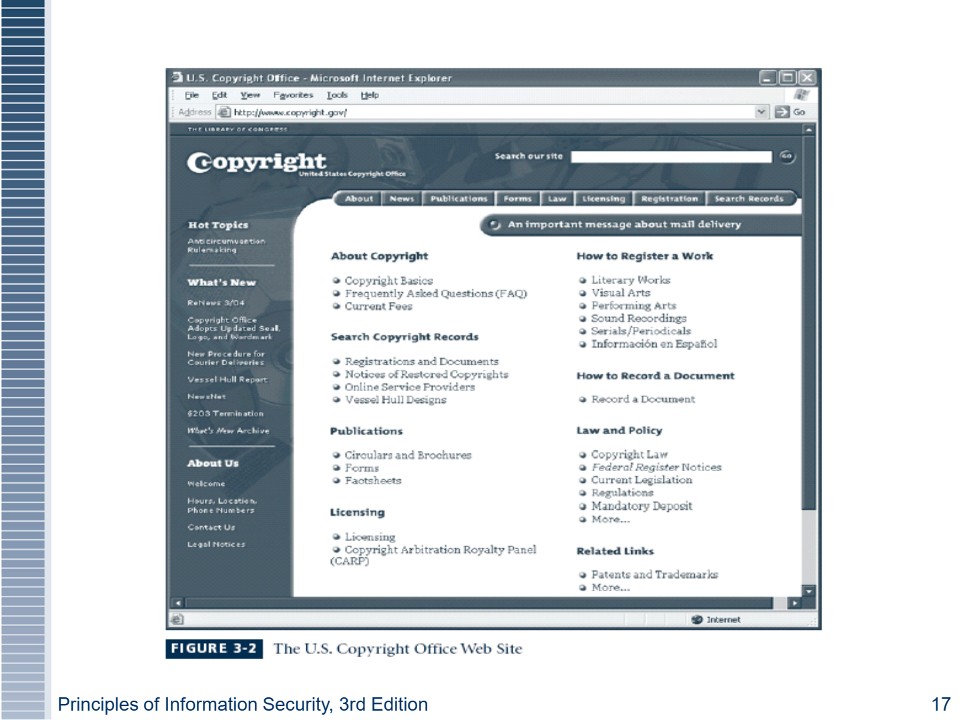 U.S. Copyright Office - Microsoft Internet Explorer
File Edit View Favorites Tools Help
Address http://www.copyright.gov/ Go
THE LIBRARY OF CONGRESS
Copyright
United States Copyright Office
Search our site GO
About News Publications Forms Law Licensing Registration Search Records
An important message about mail delivery
Hot Topics
Anticircumvention
Rulemaking
What's New
ReNews 3/04
Copyright Office
Adopts Updated Seal,
Logo, and Wordmark
New Procedure for
Courier Deliveries
Vessel Hull Report
NewsNet
§203 Termination
What's New Archive
About Us
Welcome
Hours, Location,
Phone Numbers
Contact Us
Legal Notices
About Copyright
Copyright Basics
Frequently Asked Questions (FAQ)
Current Fees
Search Copyright Records
Registrations and Documents
Notices of Restored Copyrights
Online Service Providers
Vessel Hull Designs
Publications
Circulars and Brochures
Forms
Factsheets
Licensing
Licensing
Copyright Arbitration Royalty Panel
(CARP)
How to Register a Work
Literary Works
Visual Arts
Performing Arts
Sound Recordings
Serials/Periodicals
Información en Español
How to Record a Document
Record a Document
Law and Policy
Copyright Law
Federal Register Notices
Current Legislation
Regulations
Mandatory Deposit
More...
Related Links
Patents and Trademarks
More...
Internet
FIGURE 3-2 The U.S. Copyright Office Web Site
Principles of Information Security, 3rd Edition 17